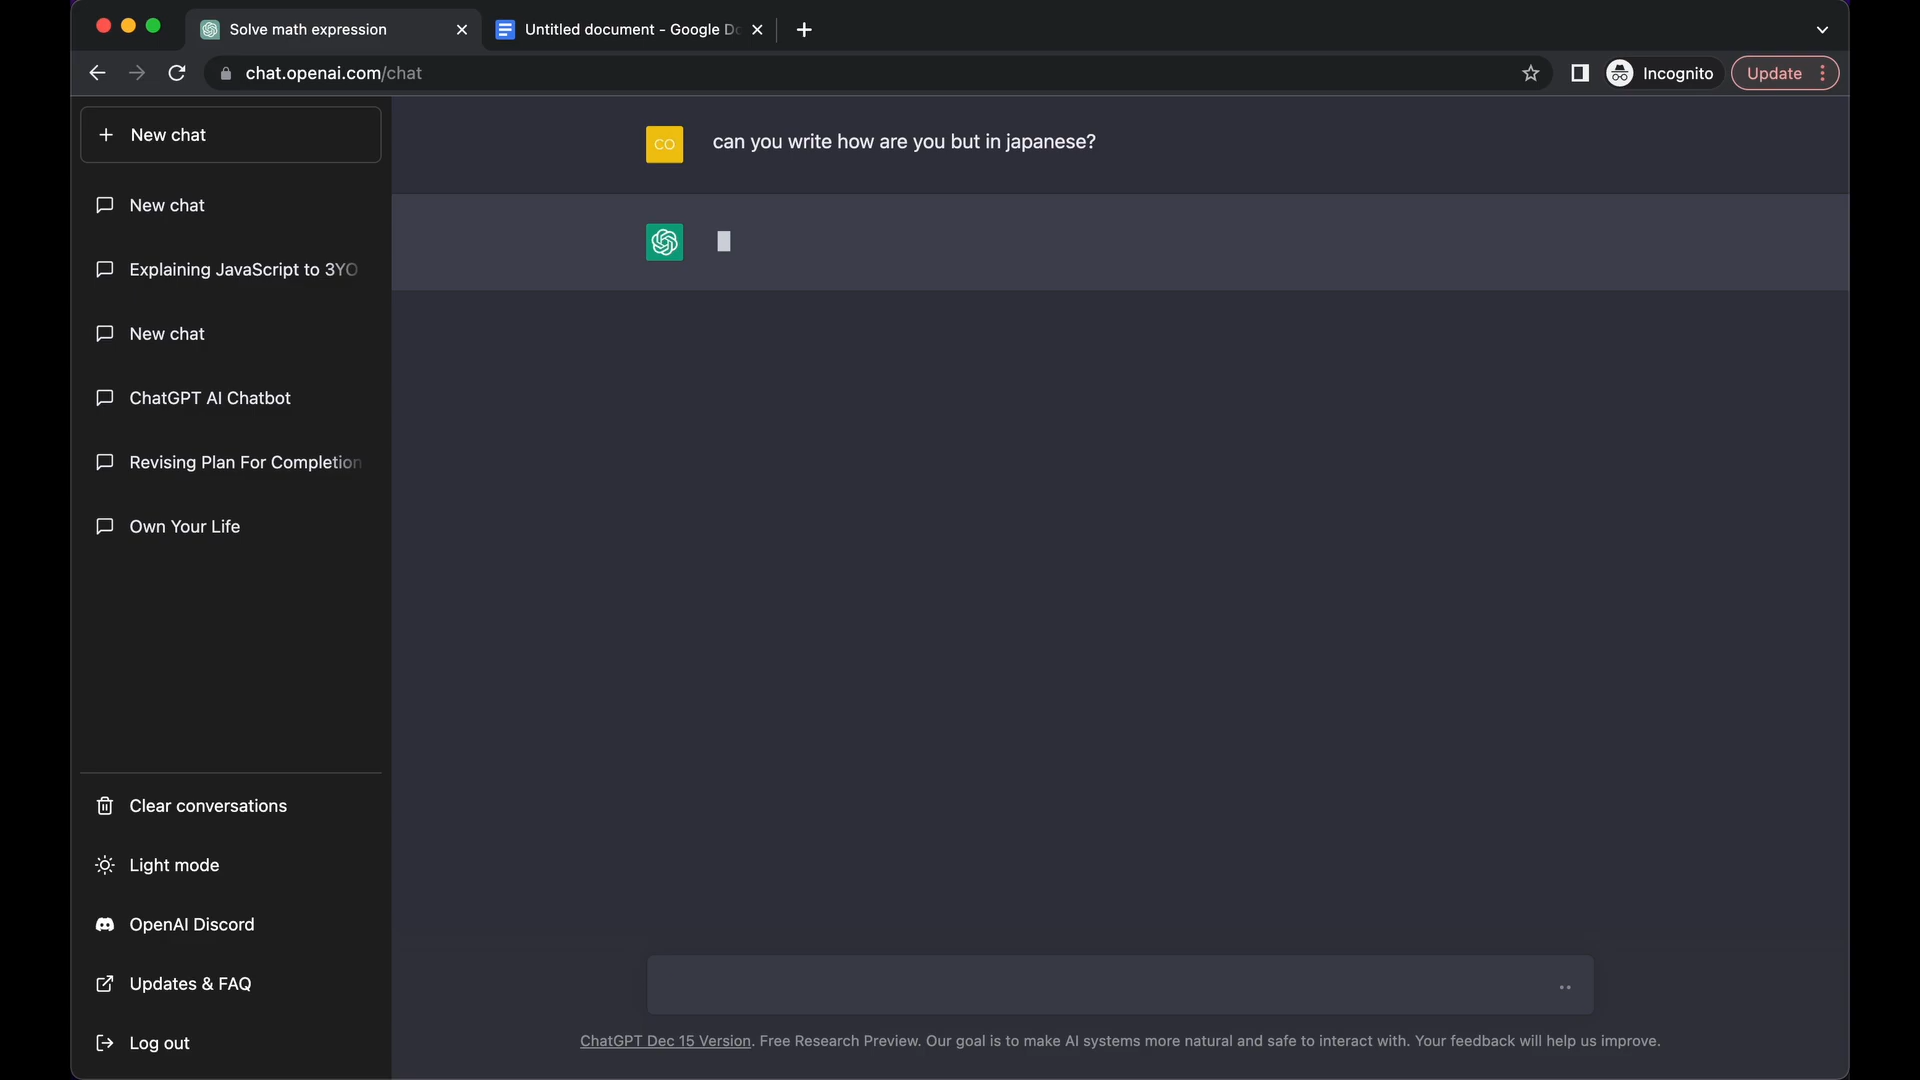 Solve math expression
Untitled document - Google Do
chat.openai.com/chat
Incognito
Update
New chat
New chat
Explaining JavaScript to 3YO
New chat
ChatGPT AI Chatbot
Revising Plan For Completion
Own Your Life
Clear conversations
Light mode
OpenAI Discord
Updates & FAQ
Log out
CO
can you write how are you but in japanese?
ChatGPT Dec 15 Version. Free Research Preview. Our goal is to make AI systems more natural and safe to interact with. Your feedback will help us improve.